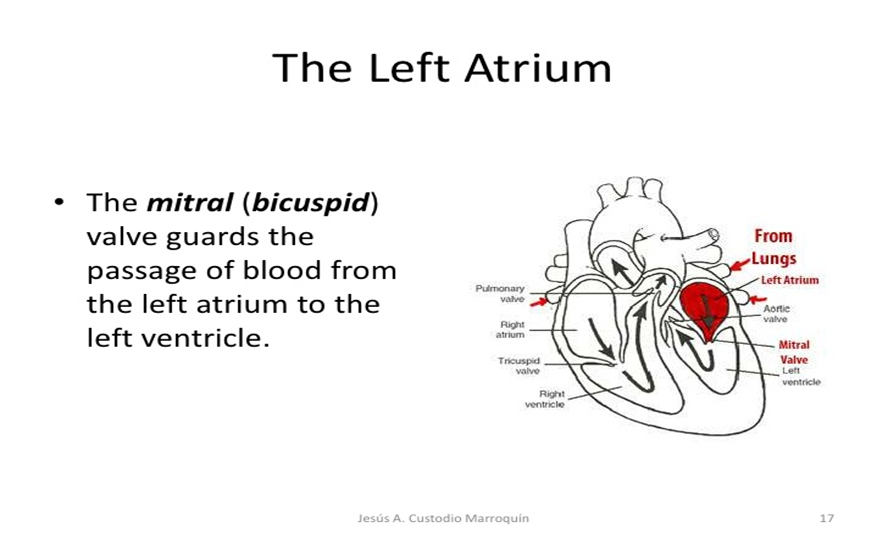 The Left Atrium
• The mitral (bicuspid)
valve guards the
passage of blood from
the left atrium to the
left ventricle.
From
Lungs
Left Atrium
Pulmonary
valve
Aortic
valve
Right
atrium
Mitral
Valve
Tricuspid
valve
Left
ventricle
Right
ventricle
Jesús A. Custodio Marroquín
17